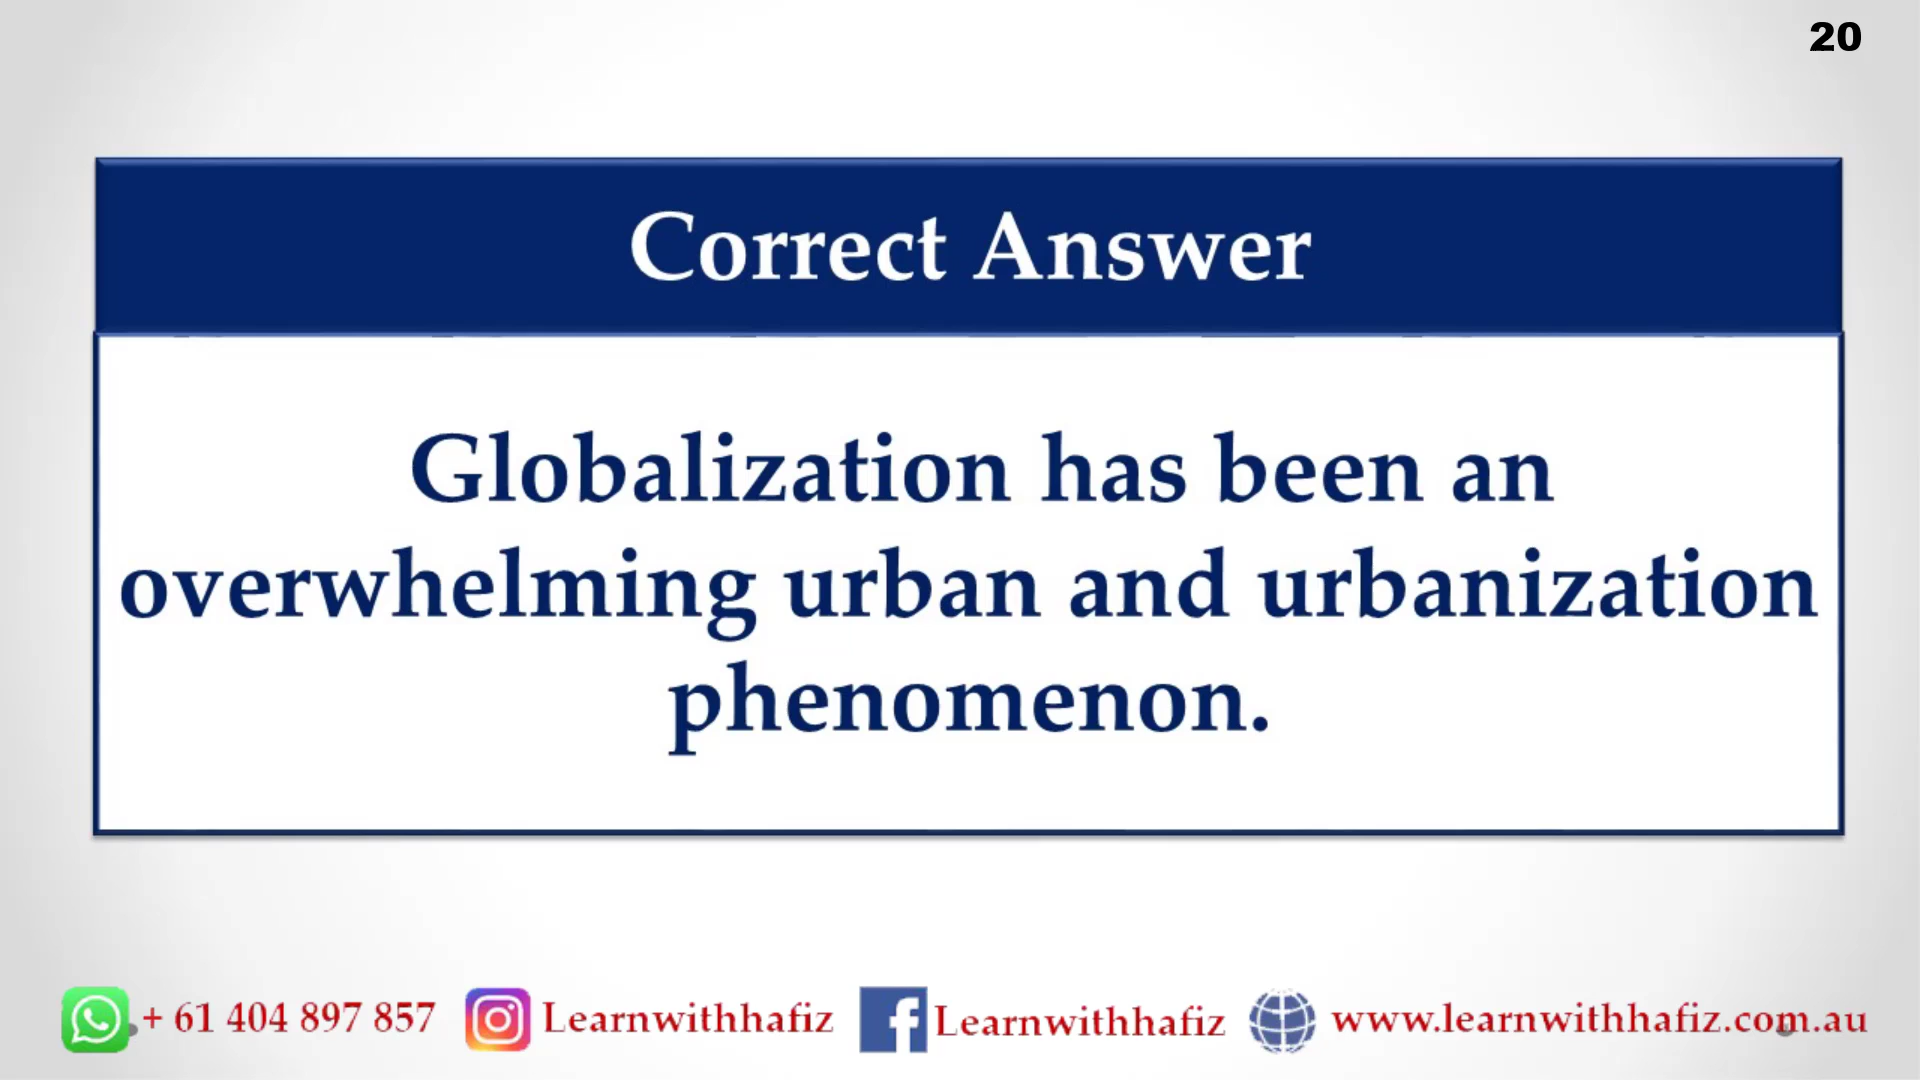 20
Correct Answer
Globalization has been an
overwhelming urban and urbanization
phenomenon.
+ 61 404 897 857 Learnwithhafiz Learnwithhafiz www.learnwithhafiz.com.au